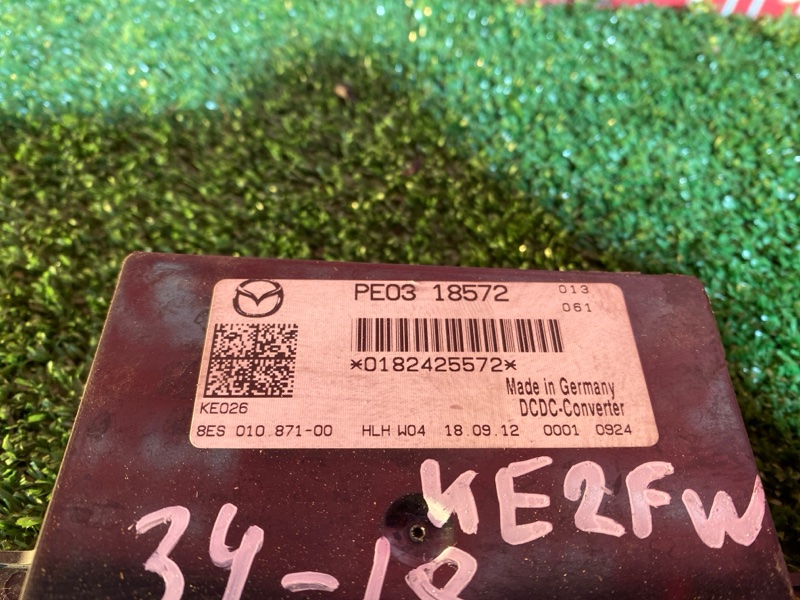 PE03 18572 013
061
*0182425572*
Made in Germany
KE026 DCDC-Converter
8ES 010.871-00 HLH W04 18.09.12 0001 0924
KE2FW
34-18